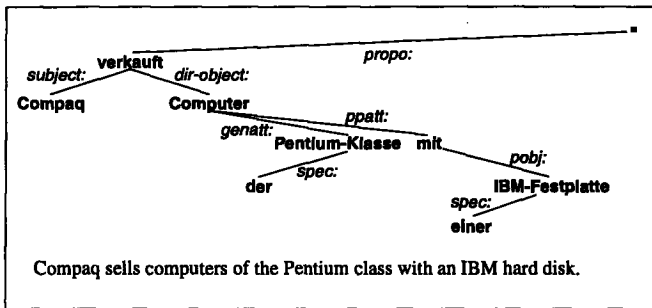 propo:
verkauft
subject: dir-object:
Compaq Computer
genatt: ppatt:
Pentium-Klasse mit
spec: pobj:
der IBM-Festplatte
spec:
einer
Compaq sells computers of the Pentium class with an IBM hard disk.